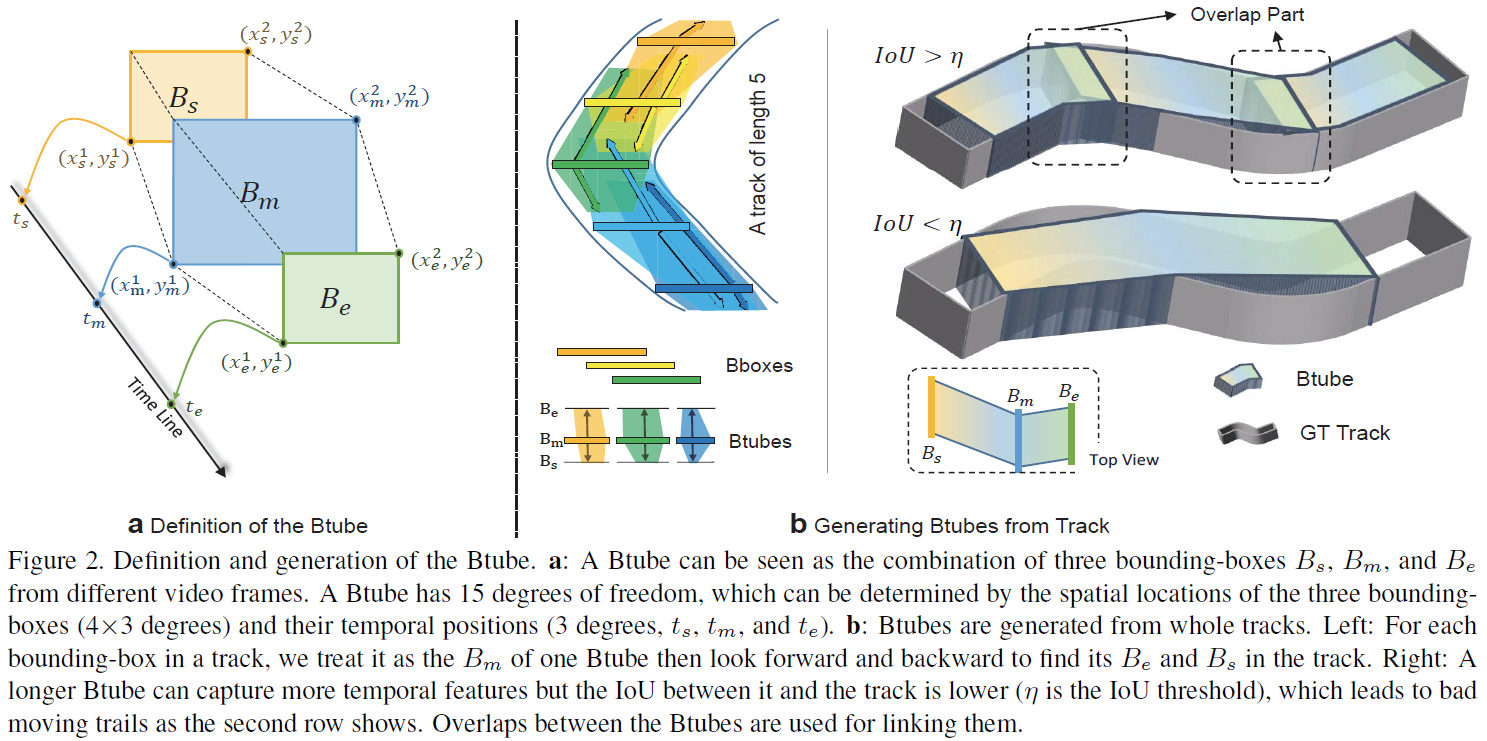 (x_s^2, y_s^2)
B_s
(x_m^2, y_m^2)
(x_s^1, y_s^1)
B_m
t_s
(x_e^2, y_e^2)
(x_m^1, y_m^1)
B_e
t_m
(x_e^1, y_e^1)
t_e
Time Line
a Definition of the Btube
A track of length 5
Bboxes
B_e
B_m
B_s
Btubes
Overlap Part
IoU > η
IoU < η
B_m
B_e
B_s
Top View
Btube
GT Track
b Generating Btubes from Track
Figure 2. Definition and generation of the Btube. a: A Btube can be seen as the combination of three bounding-boxes B_s, B_m, and B_e
from different video frames. A Btube has 15 degrees of freedom, which can be determined by the spatial locations of the three bounding-
boxes (4×3 degrees) and their temporal positions (3 degrees, t_s, t_m, and t_e). b: Btubes are generated from whole tracks. Left: For each
bounding-box in a track, we treat it as the B_m of one Btube then look forward and backward to find its B_e and B_s in the track. Right: A
longer Btube can capture more temporal features but the IoU between it and the track is lower (η is the IoU threshold), which leads to bad
moving trails as the second row shows. Overlaps between the Btubes are used for linking them.